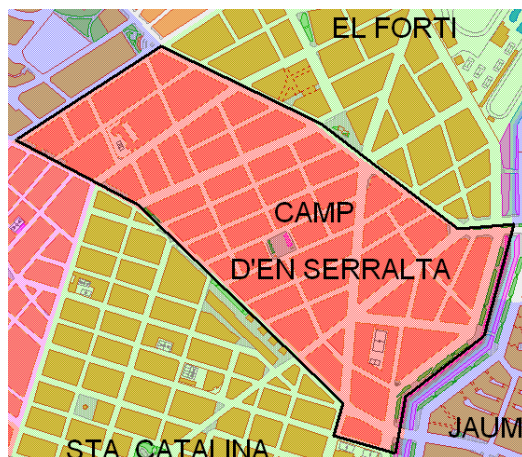 EL FORTI
CAMP
D'EN SERRALTA
JAUM
STA. CATALINA